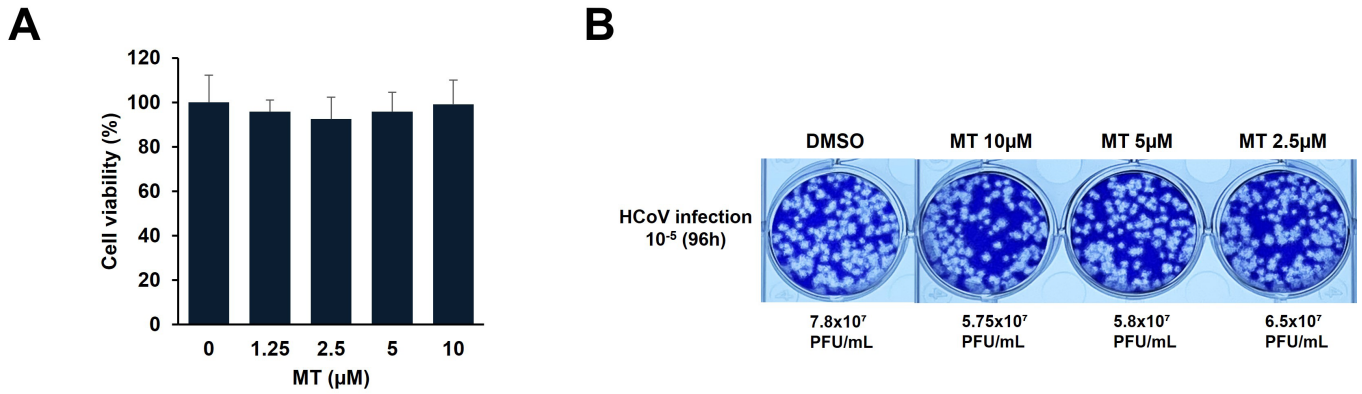 A
B
120
100
80
60
40
20
0
Cell viability (%)
0 1.25 2.5 5 10
MT (µM)
DMSO MT 10µM MT 5µM MT 2.5µM
HCoV infection
10⁻⁵ (96h)
7.8x10⁷ 5.75x10⁷ 5.8x10⁷ 6.5x10⁷
PFU/mL PFU/mL PFU/mL PFU/mL